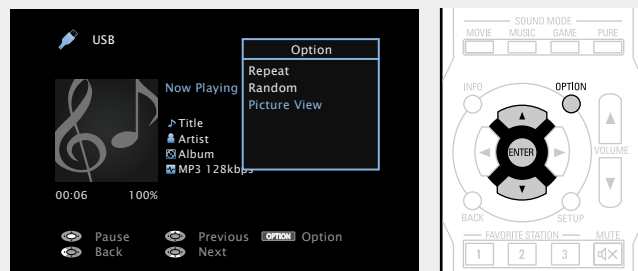 USB
Option
Repeat
Random
Picture View
Now Playing
Title
Artist
Album
MP3 128kbps
00:06 100%
Pause Previous OPTION Option
Back Next
SOUND MODE
MOVIE MUSIC GAME PURE
INFO OPTION
ENTER
VOLUME
BACK SETUP
FAVORITE STATION MUTE
1 2 3